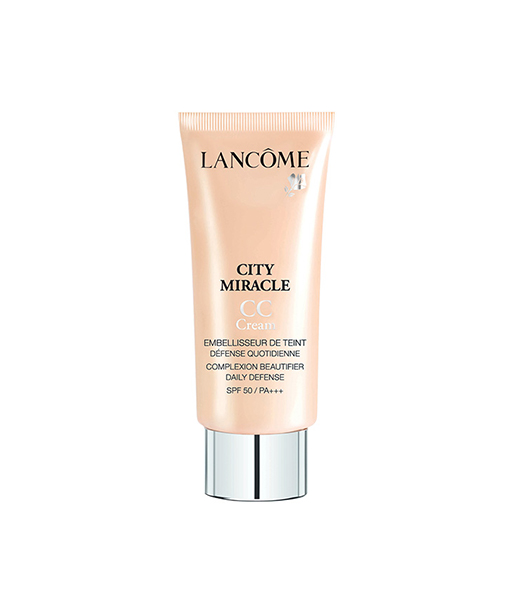 LANCÔME
CITY
MIRACLE
CC
Cream
EMBELLISSEUR DE TEINT
DÉFENSE QUOTIDIENNE
COMPLEXION BEAUTIFIER
DAILY DEFENSE
SPF 50 / PA+++